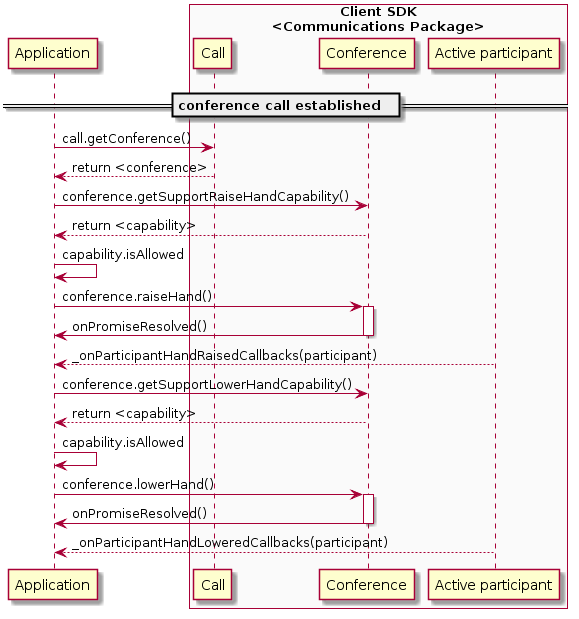 Client SDK
<Communications Package>
Application
Call
Conference
Active participant
conference call established
call.getConference()
return <conference>
conference.getSupportRaiseHandCapability()
return <capability>
capability.isAllowed
conference.raiseHand()
onPromiseResolved()
_onParticipantHandRaisedCallbacks(participant)
conference.getSupportLowerHandCapability()
return <capability>
capability.isAllowed
conference.lowerHand()
onPromiseResolved()
_onParticipantHandLoweredCallbacks(participant)
Application
Call
Conference
Active participant